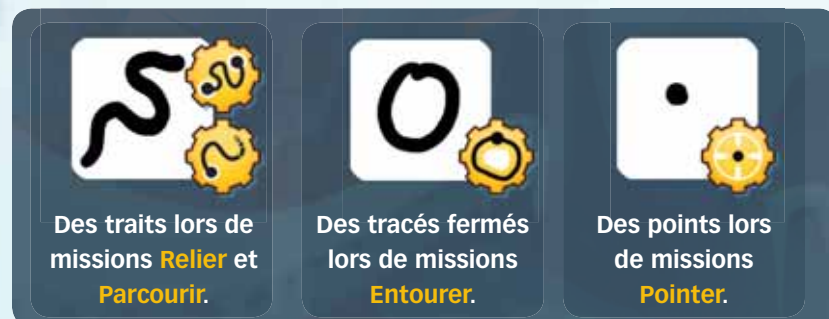 Des traits lors de
missions Relier et
Parcourir.
Des tracés fermés
lors de missions
Entourer.
Des points lors
de missions
Pointer.